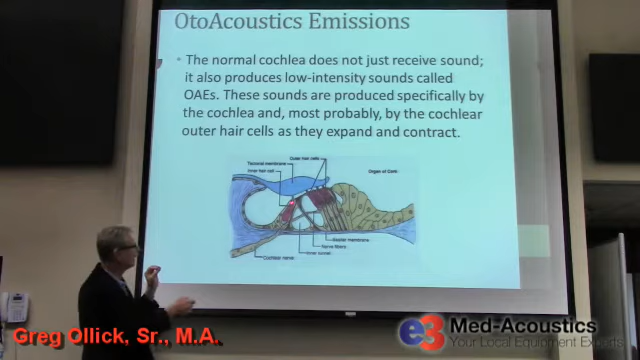 OtoAcoustics Emissions
• The normal cochlea does not just receive sound;
it also produces low-intensity sounds called
OAEs. These sounds are produced specifically by
the cochlea and, most probably, by the cochlear
outer hair cells as they expand and contract.
Outer hair cells
Tectorial membrane
Inner hair cell
Organ of Corti
Basilar membrane
Nerve fibers
Inner tunnel
Cochlear nerve
Greg Ollick, Sr., M.A.
e3 Med-Acoustics
Your Local Equipment Experts